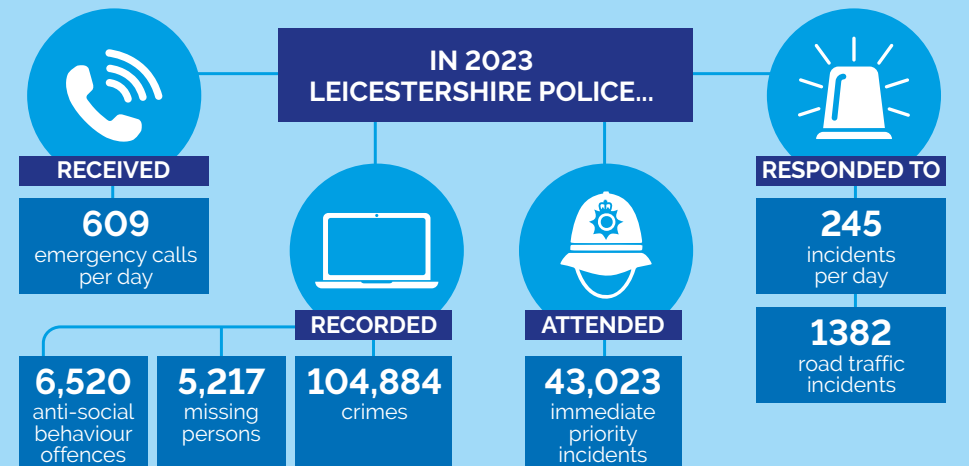 IN 2023
LEICESTERSHIRE POLICE...
RECEIVED
609
emergency calls
per day
RECORDED
6,520
anti-social
behaviour
offences
5,217
missing
persons
104,884
crimes
ATTENDED
43,023
immediate
priority
incidents
RESPONDED TO
245
incidents
per day
1382
road traffic
incidents